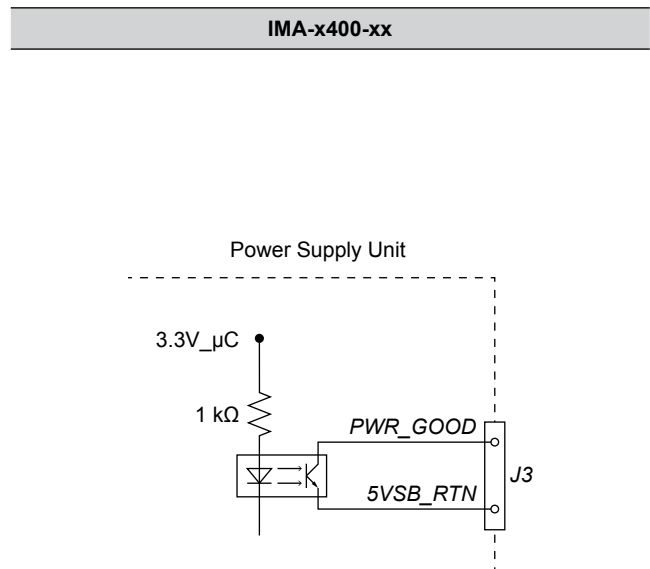 IMA-x400-xx
Power Supply Unit
3.3V_µC
1 kΩ
PWR_GOOD
5VSB_RTN
J3